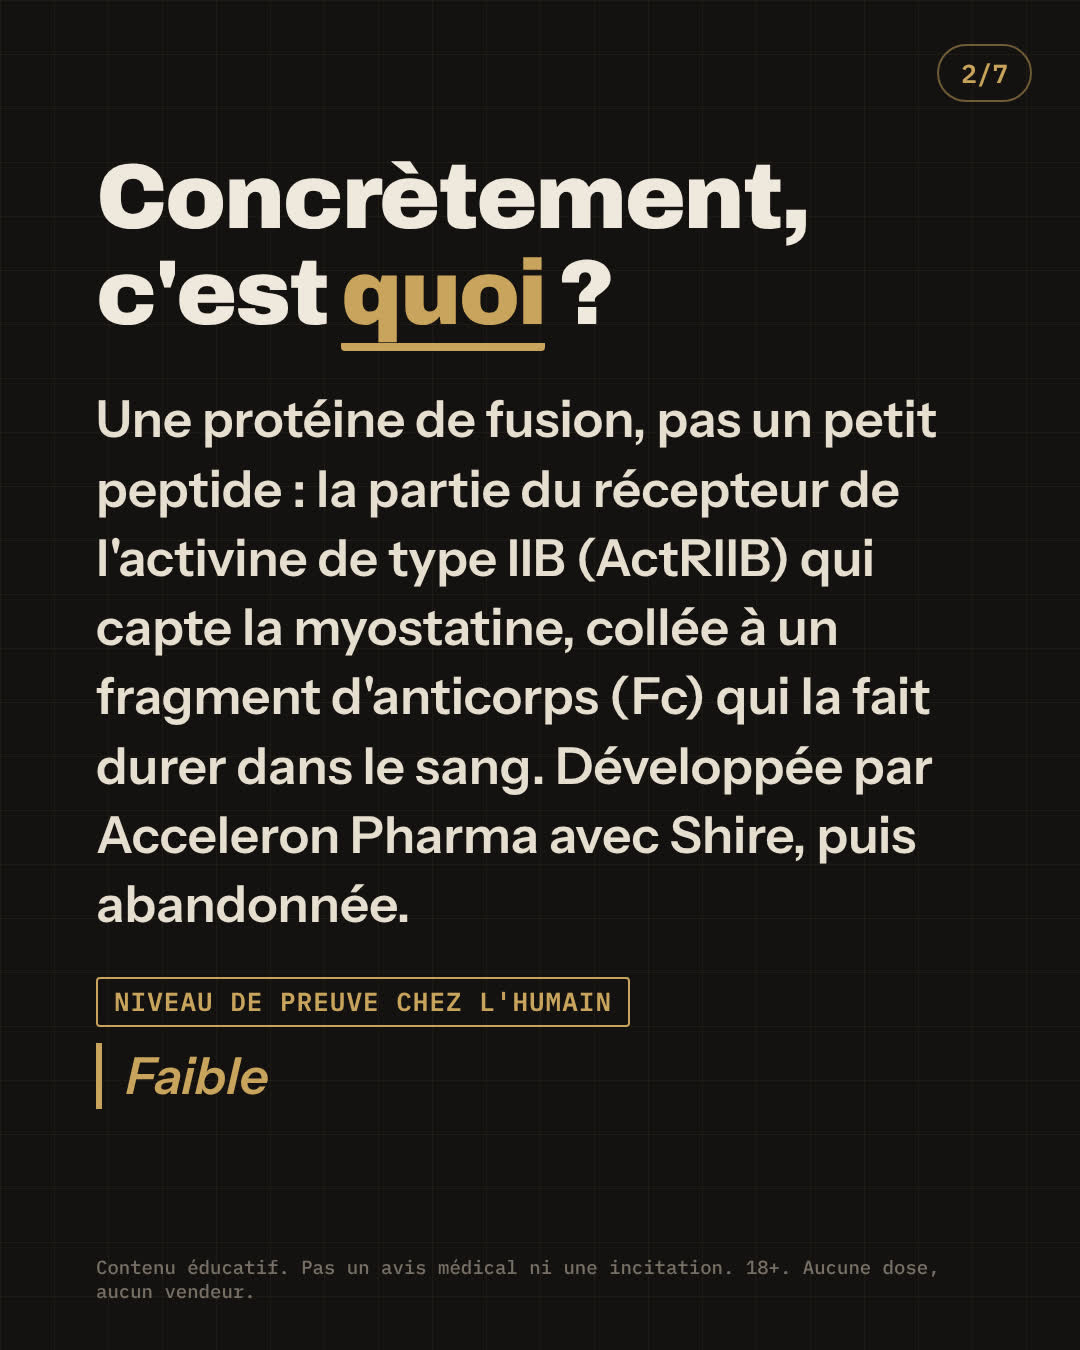 2/7
Concrètement,
c'est quoi ?
Une protéine de fusion, pas un petit
peptide : la partie du récepteur de
l'activine de type IIB (ActRIIB) qui
capte la myostatine, collée à un
fragment d'anticorps (Fc) qui la fait
durer dans le sang. Développée par
Acceleron Pharma avec Shire, puis
abandonnée.
NIVEAU DE PREUVE CHEZ L'HUMAIN
Faible
Contenu éducatif. Pas un avis médical ni une incitation. 18+. Aucune dose,
aucun vendeur.